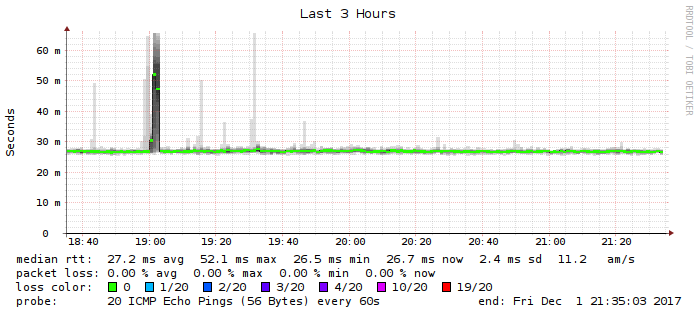 Last 3 Hours
RRDTOOL / TOBI OETIKER
Seconds
60 m
50 m
40 m
30 m
20 m
10 m
0
18:40 19:00 19:20 19:40 20:00 20:20 20:40 21:00 21:20
median rtt: 27.2 ms avg 52.1 ms max 26.5 ms min 26.7 ms now 2.4 ms sd 11.2 am/s
packet loss: 0.00 % avg 0.00 % max 0.00 % min 0.00 % now
loss color: 0 1/20 2/20 3/20 4/20 10/20 19/20
probe: 20 ICMP Echo Pings (56 Bytes) every 60s end: Fri Dec 1 21:35:03 2017